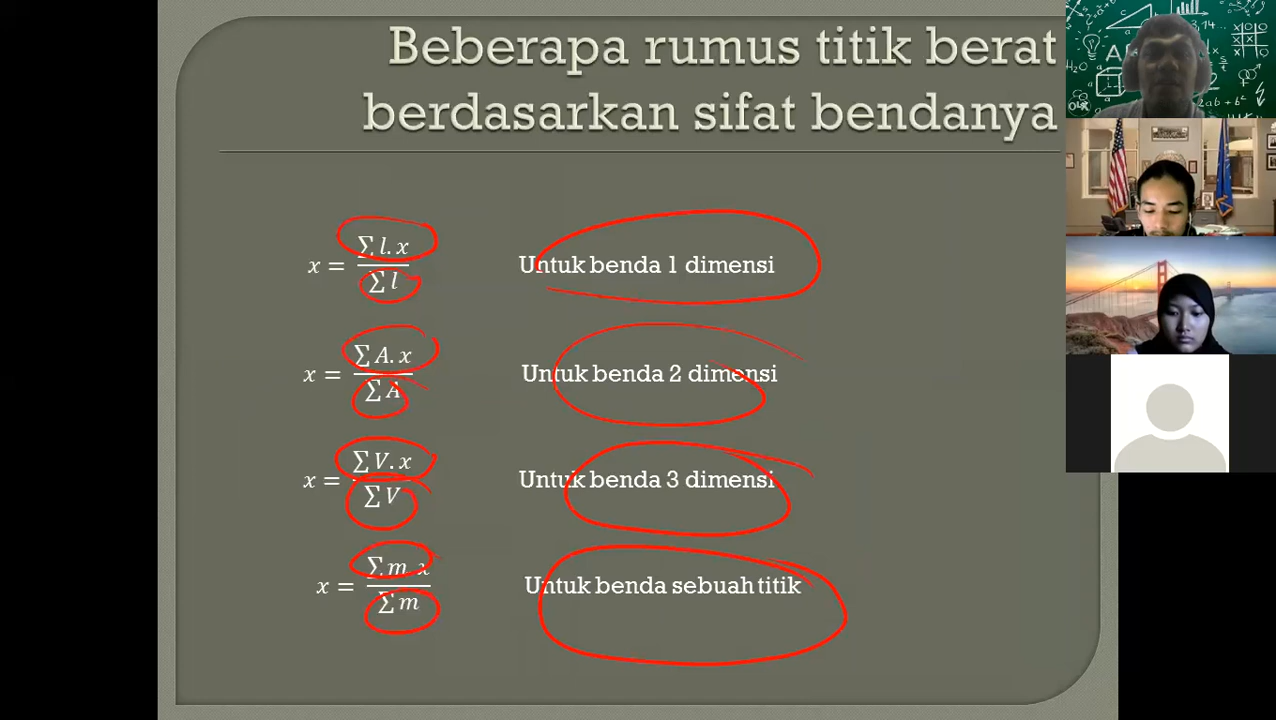 Beberapa rumus titik berat
berdasarkan sifat bendanya
x = ∑ l. x / ∑ l
Untuk benda 1 dimensi
x = ∑ A. x / ∑ A
Untuk benda 2 dimensi
x = ∑ V. x / ∑ V
Untuk benda 3 dimensi
x = ∑ m. x / ∑ m
Untuk benda sebuah titik